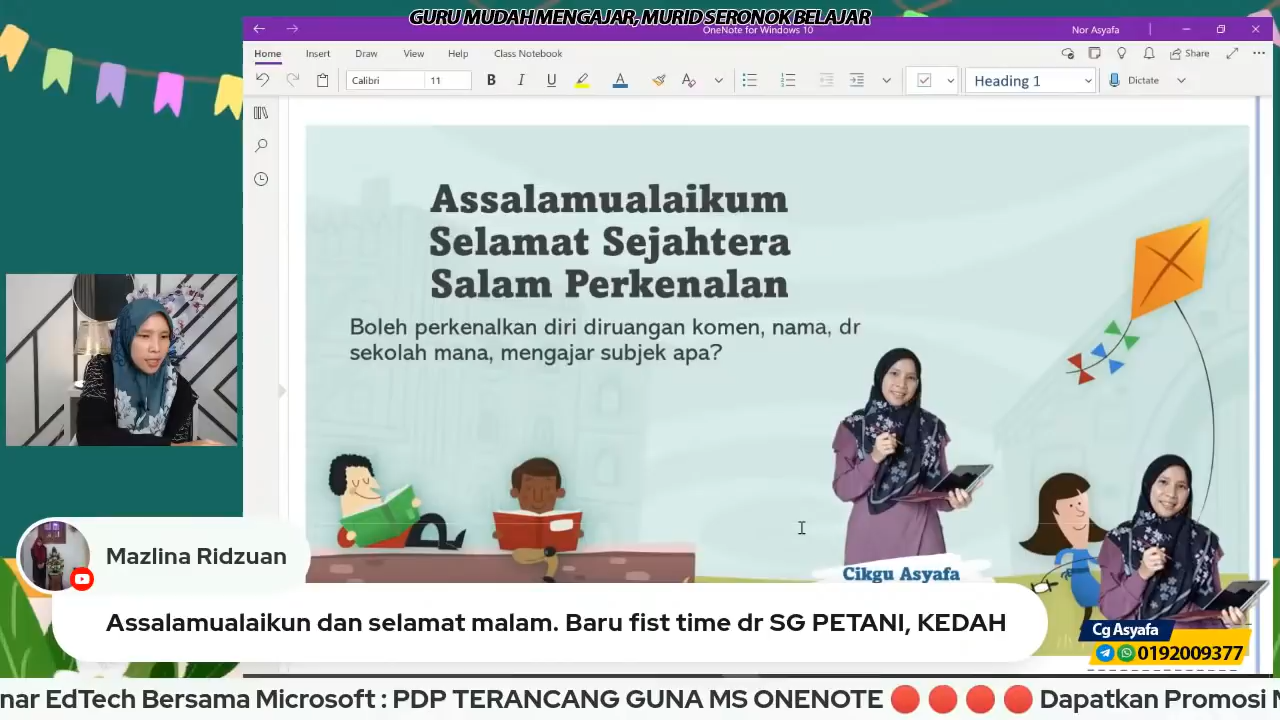 GURU MUDAH MENGAJAR, MURID SERONOK BELAJAR
OneNote for Windows 10
Nor Asyafa
Home Insert Draw View Help Class Notebook
Share
Calibri 11 B I U A A Heading 1 Dictate
Assalamualaikum
Selamat Sejahtera
Salam Perkenalan
Boleh perkenalkan diri diruangan komen, nama, dr
sekolah mana, mengajar subjek apa?
Cikgu Asyafa
Mazlina Ridzuan
Assalamualaikun dan selamat malam. Baru fist time dr SG PETANI, KEDAH
Cg Asyafa
0192009377
nar EdTech Bersama Microsoft : PDP TERANCANG GUNA MS ONENOTE 🔴 🔴 🔴 🔴 Dapatkan Promosi